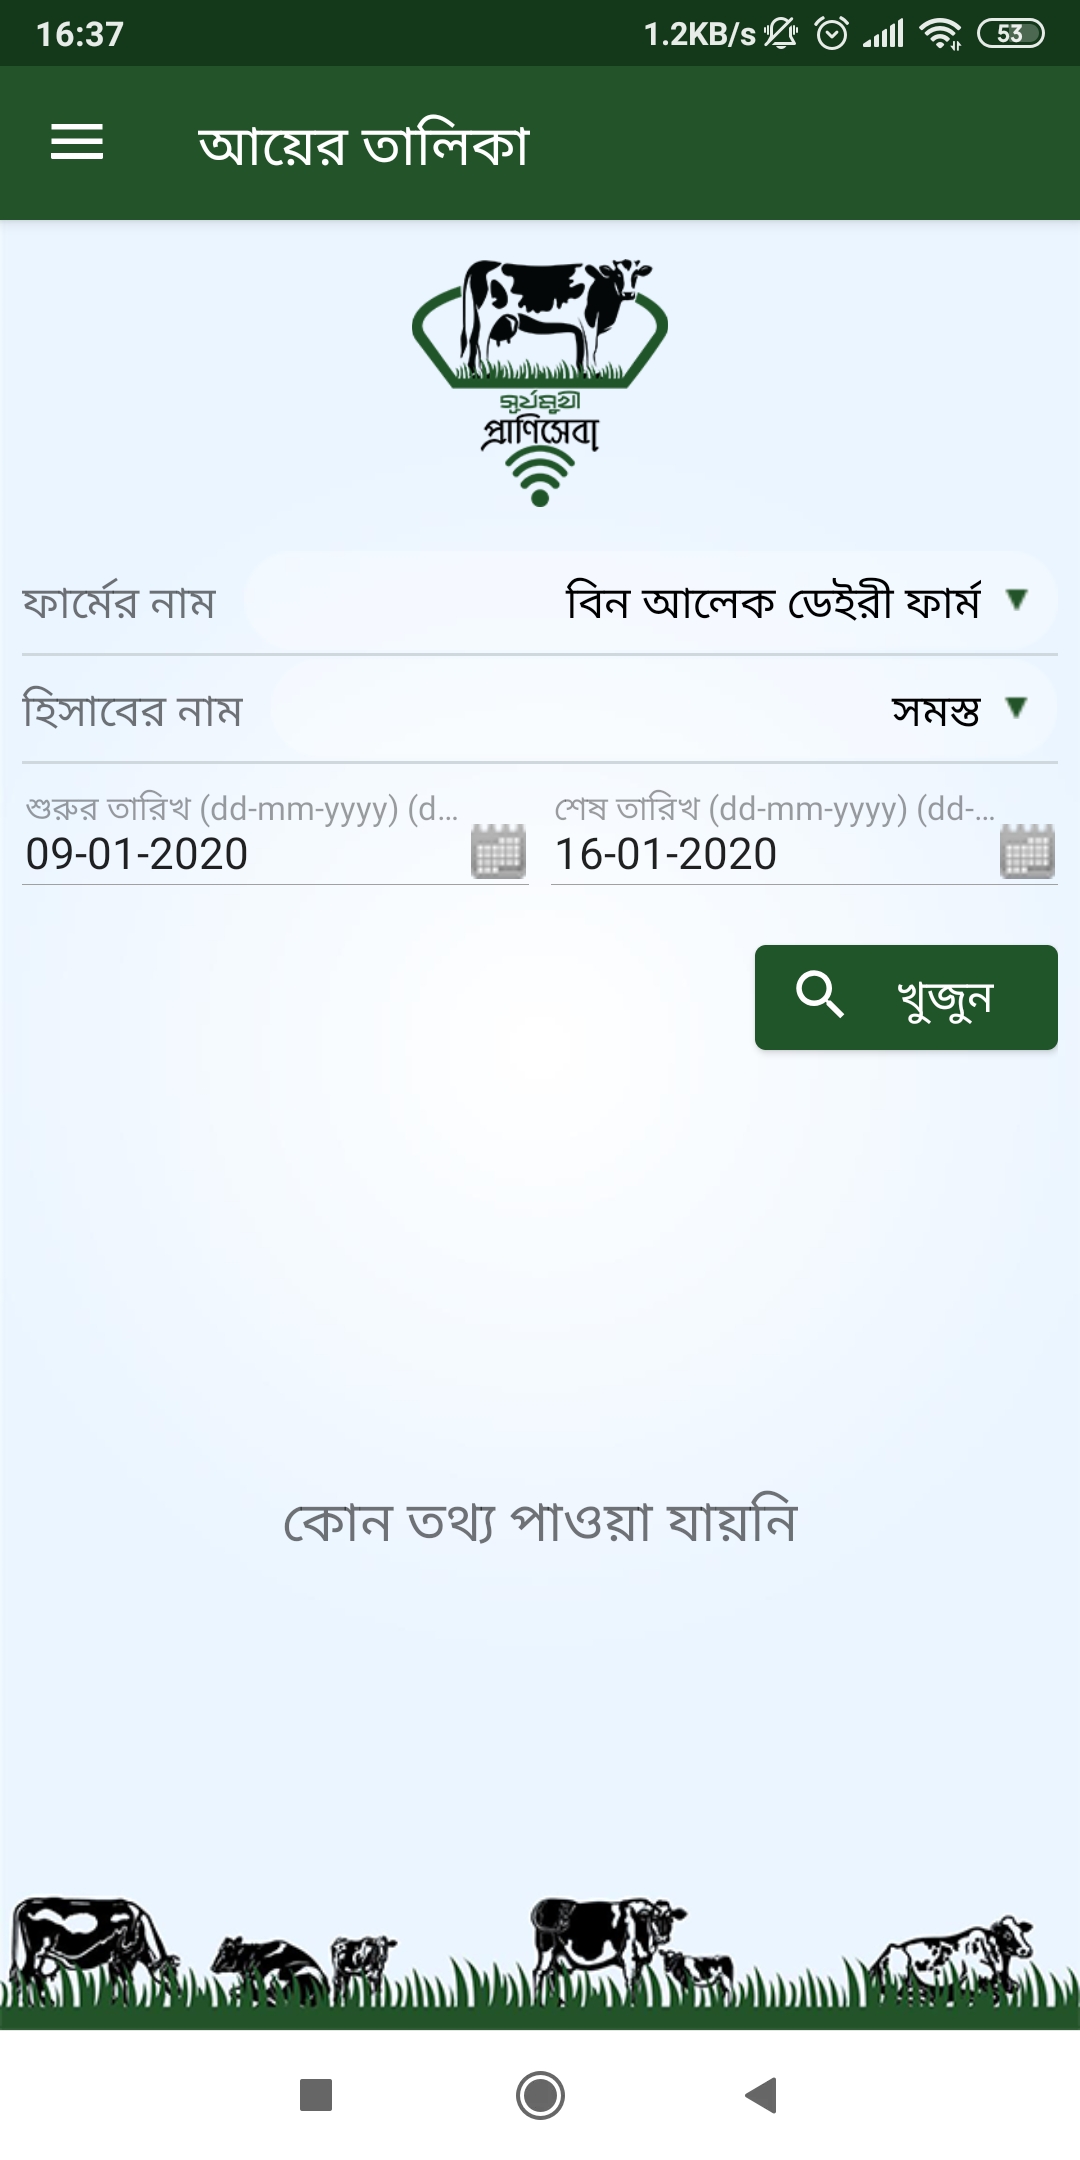 16:37 1.2KB/s 53
আয়ের তালিকা
সূর্যমুখী
প্রাণিসেবা
ফার্মের নাম বিন আলেক ডেইরী ফার্ম ▼
হিসাবের নাম সমস্ত ▼
শুরুর তারিখ (dd-mm-yyyy) (d... শেষ তারিখ (dd-mm-yyyy) (dd-...
09-01-2020 16-01-2020
খুজুন
কোন তথ্য পাওয়া যায়নি